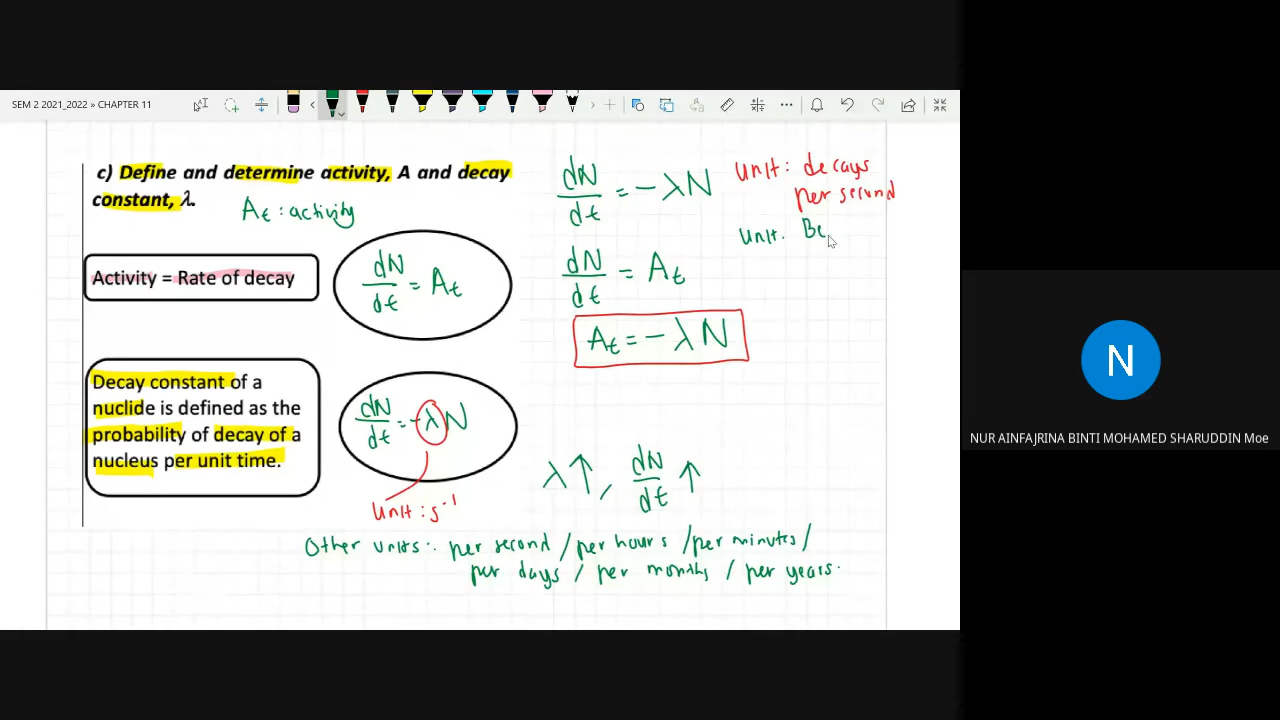 SEM 2 2021_2022 » CHAPTER 11
c) Define and determine activity, A and decay
constant, λ.
At : activity
Activity = Rate of decay
dN/dt = At
Decay constant of a
nuclide is defined as the
probability of decay of a
nucleus per unit time.
dN/dt = -λN
Unit : s⁻¹
dN/dt = -λN
Unit: decays
per second
Unit. Be
dN/dt = At
At = -λN
λ↑, dN/dt ↑
Other units: per second / per hours / per minutes /
per days / per months / per years.
N
NUR AINFAJRINA BINTI MOHAMED SHARUDDIN Moe